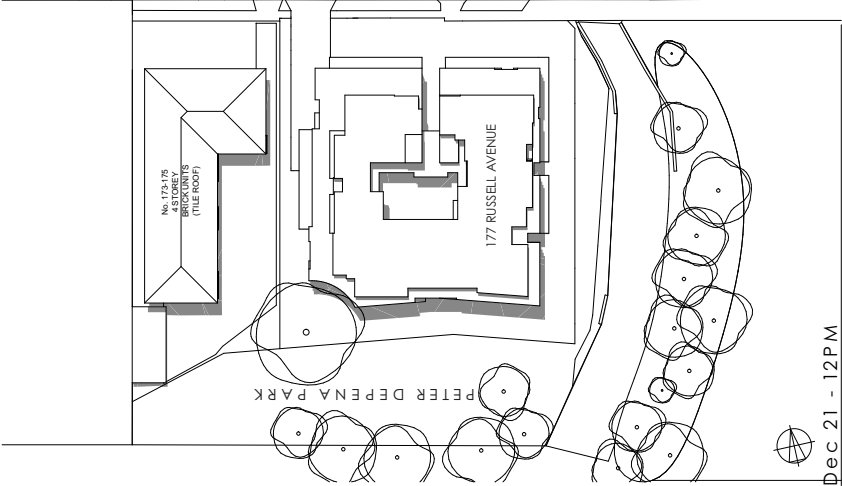 No. 173-175
4 STOREY
BRICK UNITS
(TILE ROOF)
177 RUSSELL AVENUE
PETER DEPENA PARK
Dec 21 - 12PM